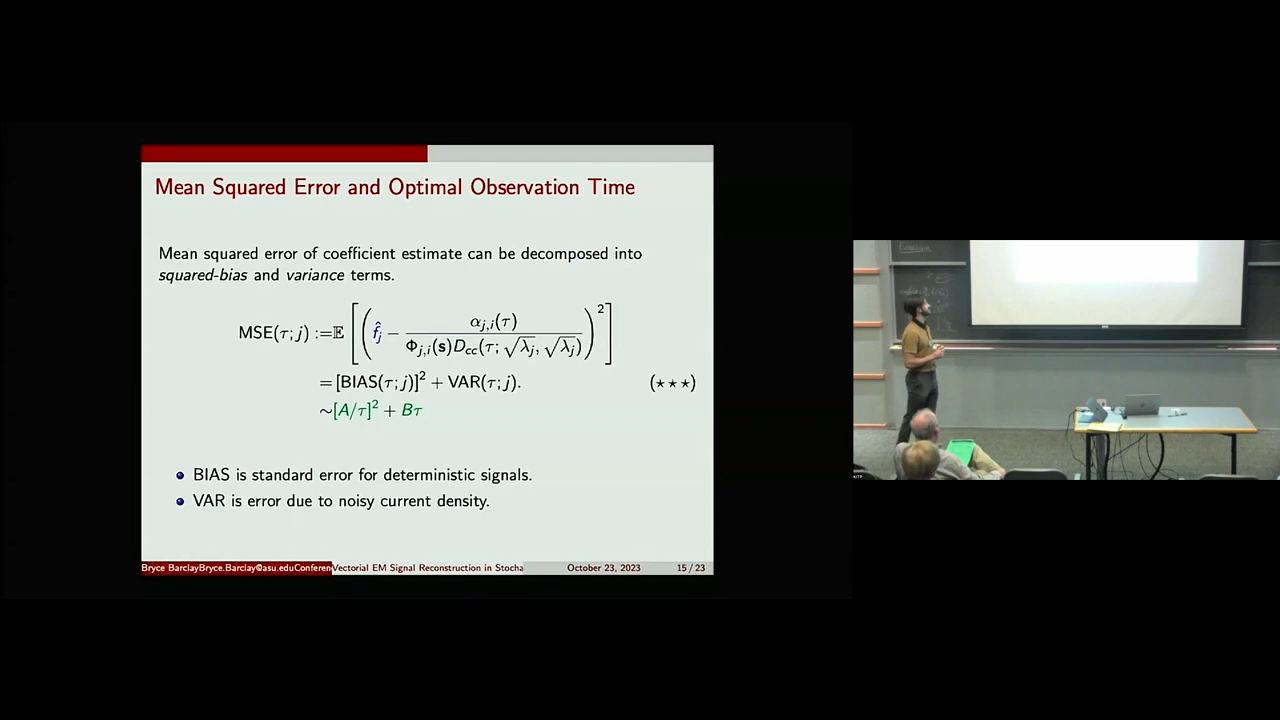 Mean Squared Error and Optimal Observation Time
Mean squared error of coefficient estimate can be decomposed into
squared-bias and variance terms.
MSE(τ; j) := 𝔼[(f̂_j − α_{j,i}(τ) / (Φ_{j,i}(s)D_{cc}(τ; √λ_j, √λ_j)))²]
= [BIAS(τ; j)]² + VAR(τ; j). (⋆⋆⋆)
~[A/τ]² + Bτ
• BIAS is standard error for deterministic signals.
• VAR is error due to noisy current density.
Bryce BarclayBryce.Barclay@asu.eduConferen Vectorial EM Signal Reconstruction in Stocha October 23, 2023 15 / 23